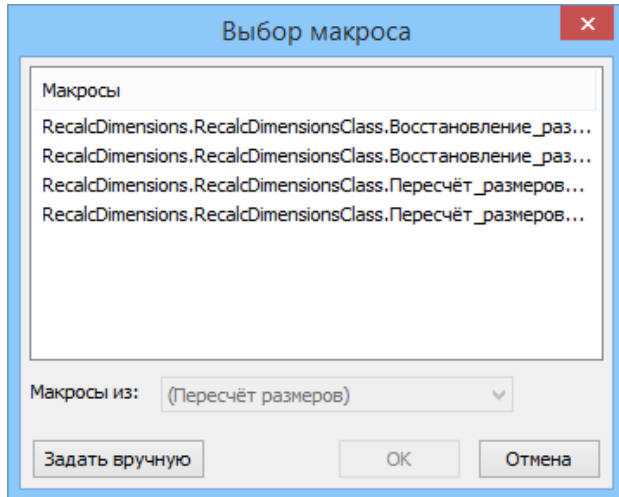 Выбор макроса
Макросы
RecalcDimensions.RecalcDimensionsClass.Восстановление_раз...
RecalcDimensions.RecalcDimensionsClass.Восстановление_раз...
RecalcDimensions.RecalcDimensionsClass.Пересчёт_размеров...
RecalcDimensions.RecalcDimensionsClass.Пересчёт_размеров...
Макросы из: (Пересчёт размеров)
Задать вручную OK Отмена